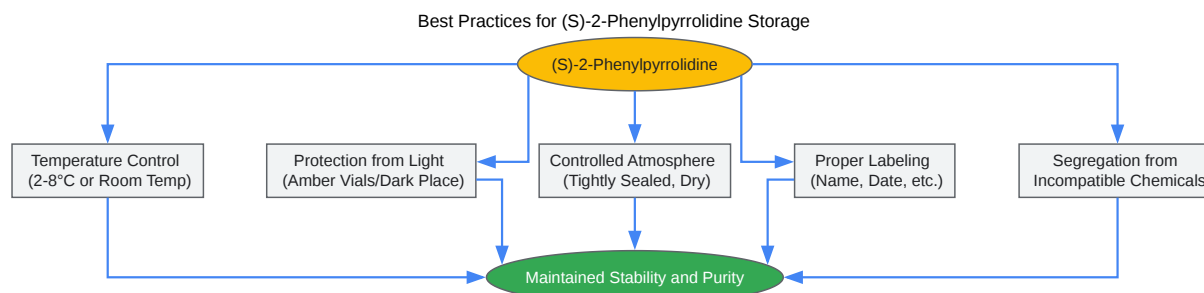 Best Practices for (S)-2-Phenylpyrrolidine Storage
(S)-2-Phenylpyrrolidine
Temperature Control
(2-8°C or Room Temp)
Protection from Light
(Amber Vials/Dark Place)
Controlled Atmosphere
(Tightly Sealed, Dry)
Proper Labeling
(Name, Date, etc.)
Segregation from
Incompatible Chemicals
Maintained Stability and Purity